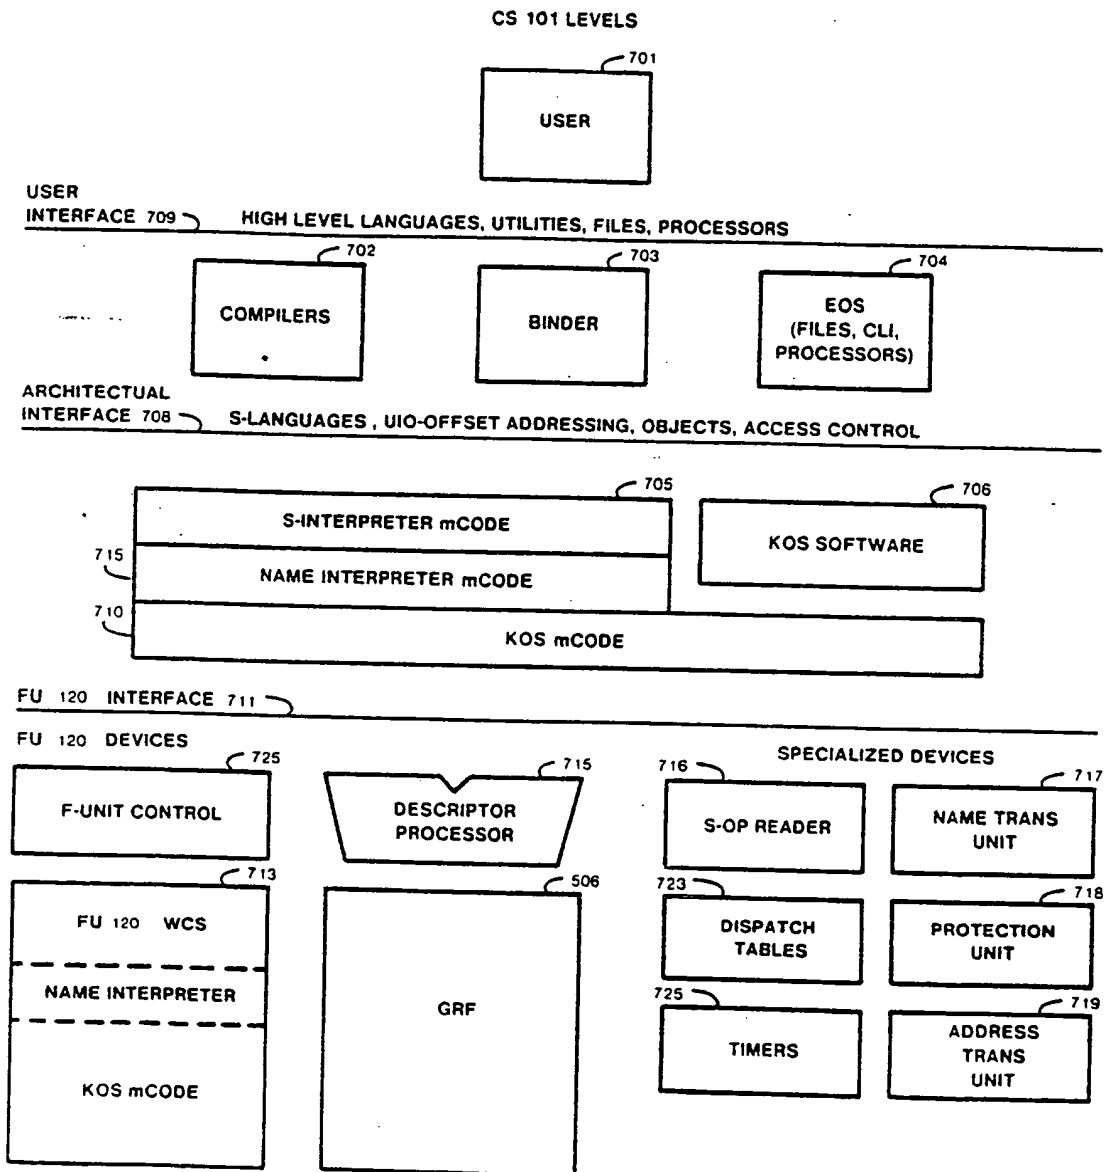 CS 101 LEVELS
701
USER
USER
INTERFACE 709
HIGH LEVEL LANGUAGES, UTILITIES, FILES, PROCESSORS
702
703
704
COMPILERS
BINDER
EOS
(FILES, CLI,
PROCESSORS)
ARCHITECTUAL
INTERFACE 708
S-LANGUAGES , UIO-OFFSET ADDRESSING, OBJECTS, ACCESS CONTROL
705
706
S-INTERPRETER mCODE
KOS SOFTWARE
715
NAME INTERPRETER mCODE
710
KOS mCODE
FU 120 INTERFACE 711
FU 120 DEVICES
SPECIALIZED DEVICES
725
715
716
717
F-UNIT CONTROL
DESCRIPTOR
PROCESSOR
S-OP READER
NAME TRANS
UNIT
713
506
723
718
FU 120 WCS
DISPATCH
TABLES
PROTECTION
UNIT
NAME INTERPRETER
GRF
725
719
TIMERS
ADDRESS
TRANS
UNIT
KOS mCODE